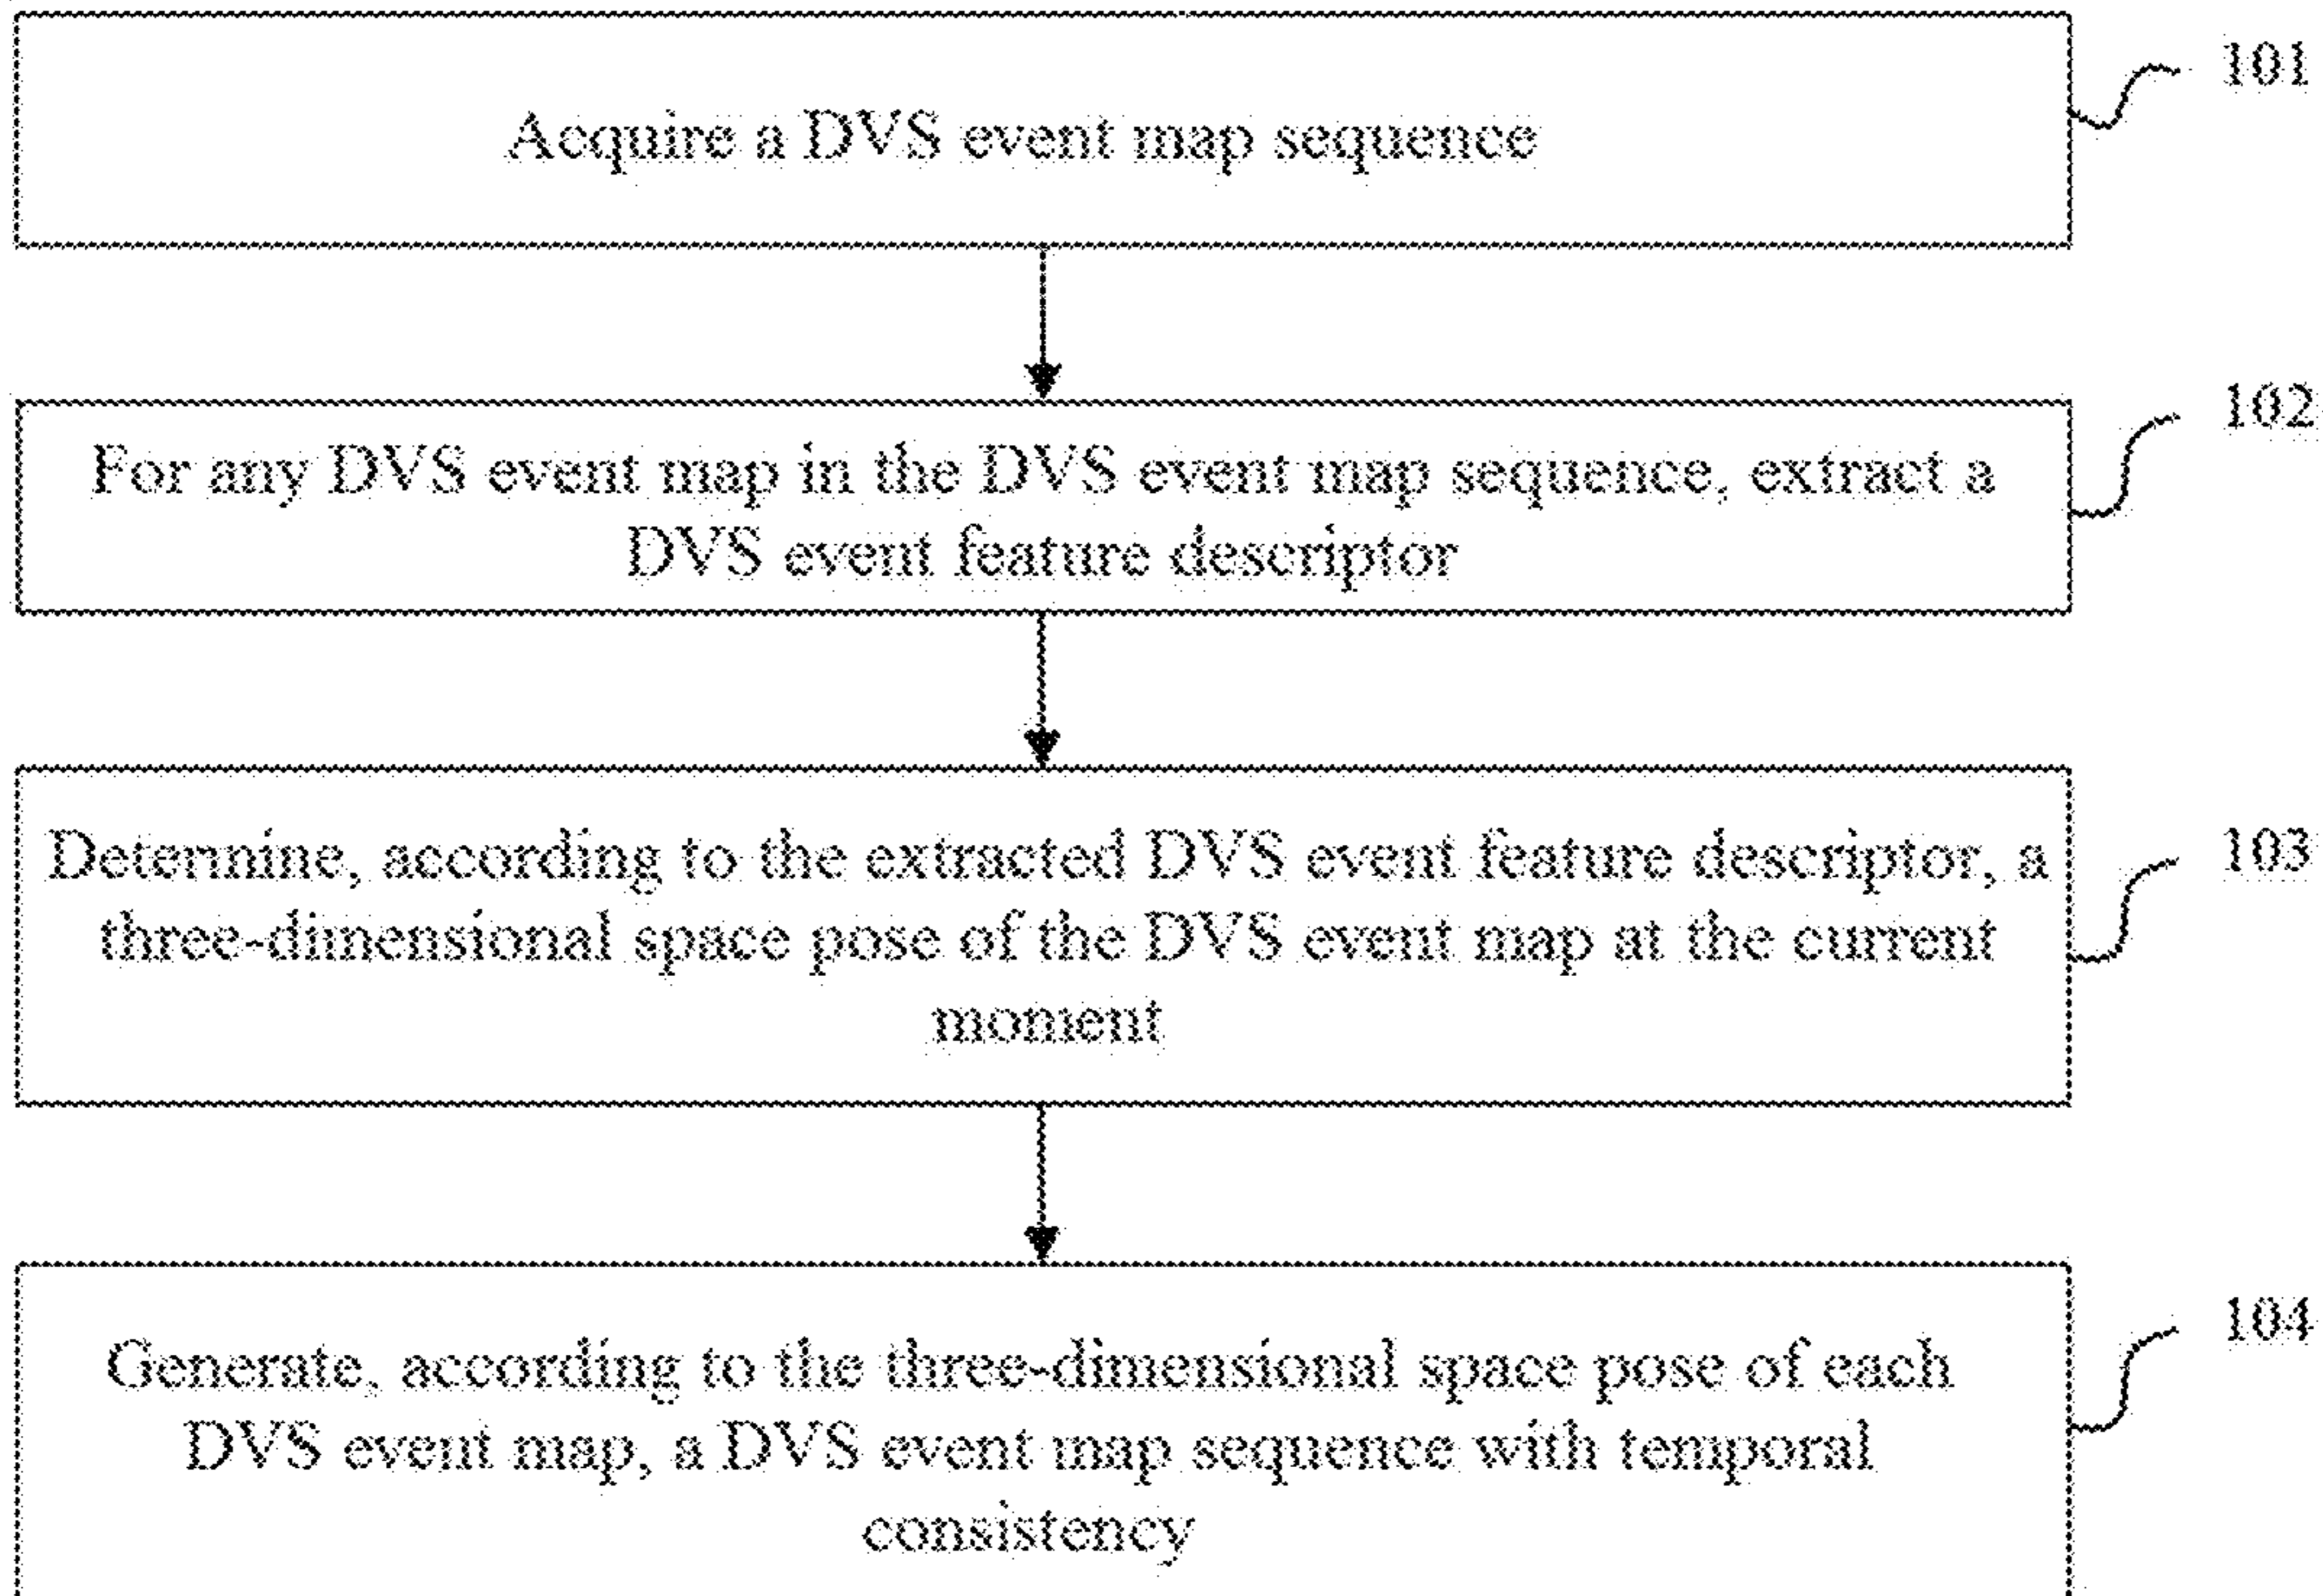 Acquire a DVS event map sequence
101
For any DVS event map in the DVS event map sequence, extract a
DVS event feature descriptor
102
Determine, according to the extracted DVS event feature descriptor, a
three-dimensional space pose of the DVS event map at the current
moment
103
Generate, according to the three-dimensional space pose of each
DVS event map, a DVS event map sequence with temporal
consistency
104